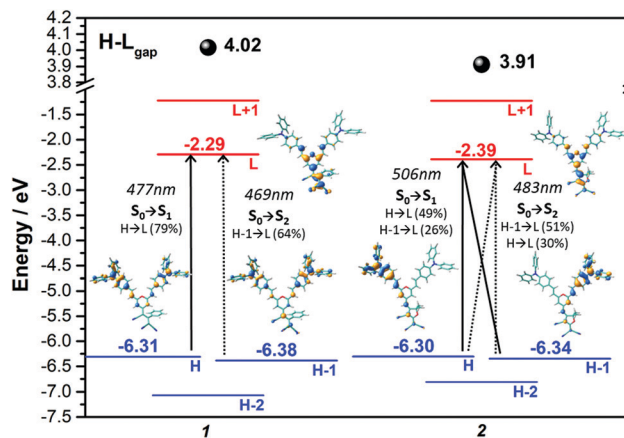 4.2
4.1
4.0
3.9
3.8
-1.5
-2.0
-2.5
-3.0
-3.5
-4.0
-4.5
-5.0
-5.5
-6.0
-6.5
-7.0
-7.5
Energy / eV
H-Lgap
4.02
3.91
L+1
-2.29
L
477nm
S0→S1
H→L (79%)
469nm
S0→S2
H-1→L (64%)
-6.31
H
-6.38
H-1
H-2
1
L+1
-2.39
L
506nm
S0→S1
H→L (49%)
H-1→L (26%)
483nm
S0→S2
H-1→L (51%)
H→L (30%)
-6.30
H
-6.34
H-1
H-2
2